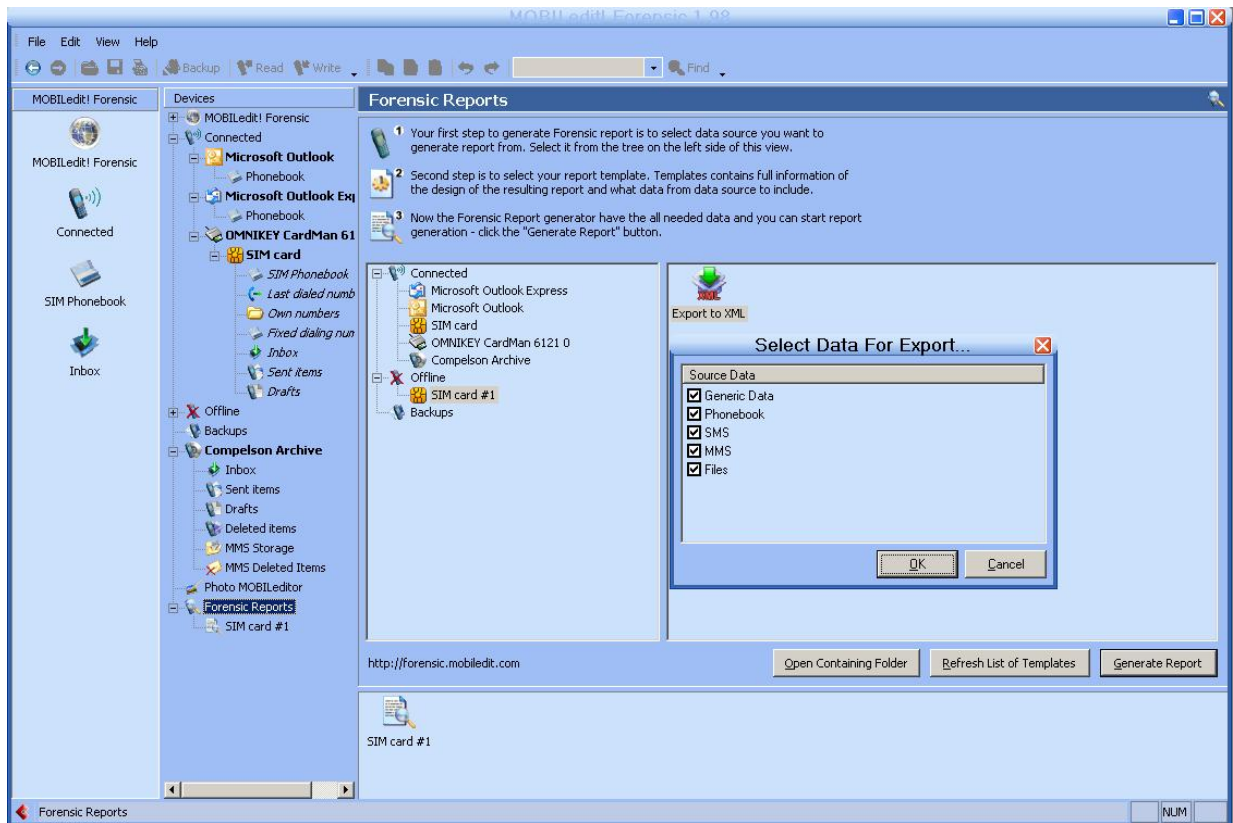 MOBILedit! Forensic 1.98
File Edit View Help
Backup Read Write Find
MOBILedit! Forensic
MOBILedit! Forensic
Connected
SIM Phonebook
Inbox
Devices
MOBILedit! Forensic
Connected
Microsoft Outlook
Phonebook
Microsoft Outlook Exp
Phonebook
OMNIKEY CardMan 61
SIM card
SIM Phonebook
Last dialed numb
Own numbers
Fixed dialing nun
Inbox
Sent items
Drafts
Offline
Backups
Compelson Archive
Inbox
Sent items
Drafts
Deleted items
MMS Storage
MMS Deleted Items
Photo MOBILeditor
Forensic Reports
SIM card #1
Forensic Reports
1 Your first step to generate Forensic report is to select data source you want to
generate report from. Select it from the tree on the left side of this view.
2 Second step is to select your report template. Templates contains full information of
the design of the resulting report and what data from data source to include.
3 Now the Forensic Report generator have the all needed data and you can start report
generation - click the "Generate Report" button.
Connected
Microsoft Outlook Express
Microsoft Outlook
SIM card
OMNIKEY CardMan 6121 0
Compelson Archive
Offline
SIM card #1
Backups
XML
Export to XML
Select Data For Export...
Source Data
Generic Data
Phonebook
SMS
MMS
Files
OK Cancel
http://forensic.mobiledit.com
Open Containing Folder Refresh List of Templates Generate Report
SIM card #1
Forensic Reports
NUM